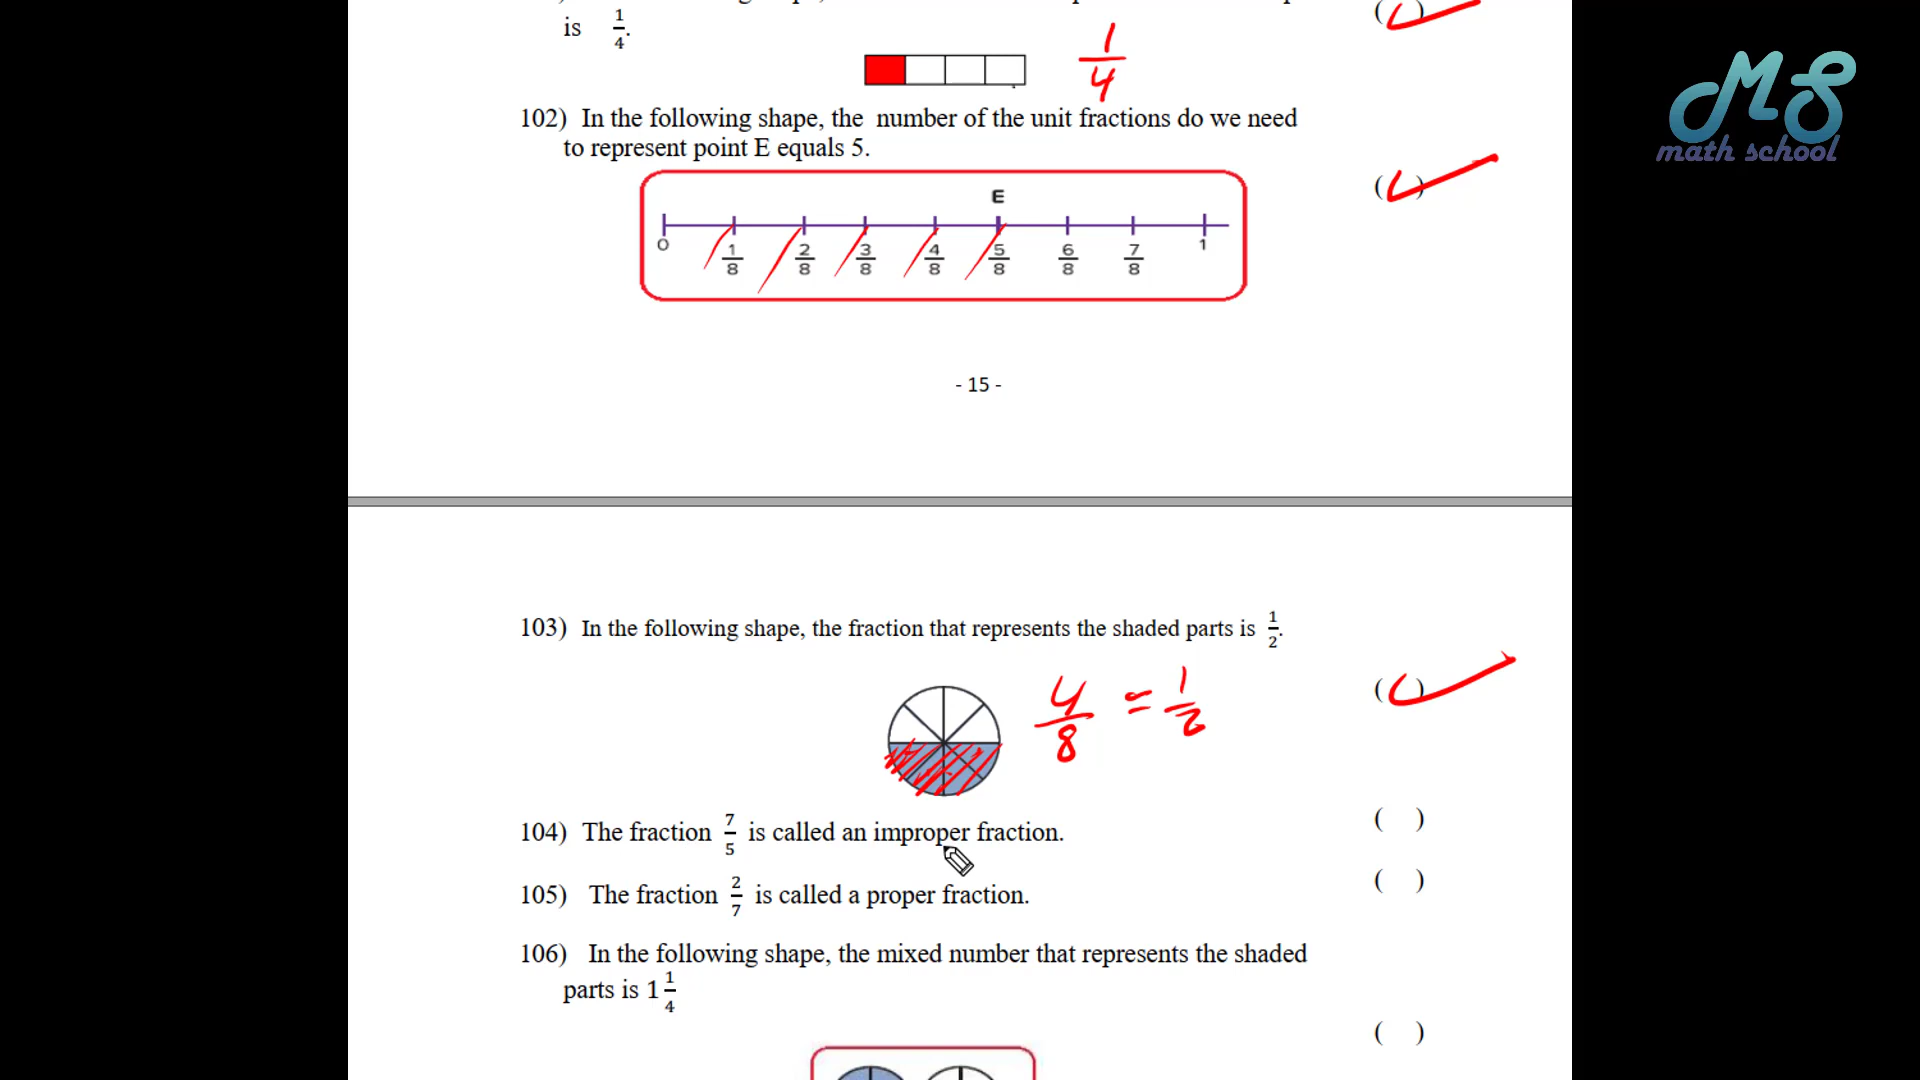 is 1/4.
1/4
102) In the following shape, the number of the unit fractions do we need
to represent point E equals 5.
( )
E
0 1/8 2/8 3/8 4/8 5/8 6/8 7/8 1
- 15 -
103) In the following shape, the fraction that represents the shaded parts is 1/2.
4/8 = 1/2
( )
104) The fraction 7/5 is called an improper fraction.
( )
105) The fraction 2/7 is called a proper fraction.
( )
106) In the following shape, the mixed number that represents the shaded
parts is 1 1/4
( )
MS
math school